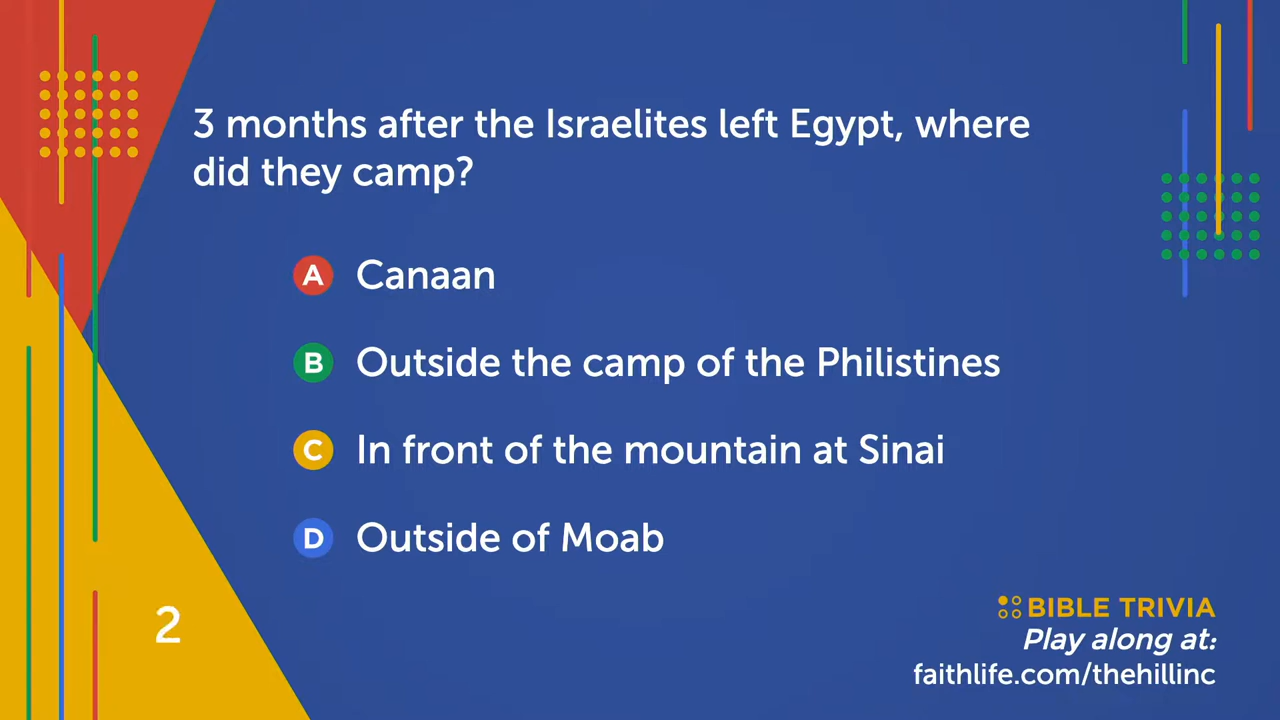 3 months after the Israelites left Egypt, where
did they camp?
A Canaan
B Outside the camp of the Philistines
C In front of the mountain at Sinai
D Outside of Moab
2
BIBLE TRIVIA
Play along at:
faithlife.com/thehillinc